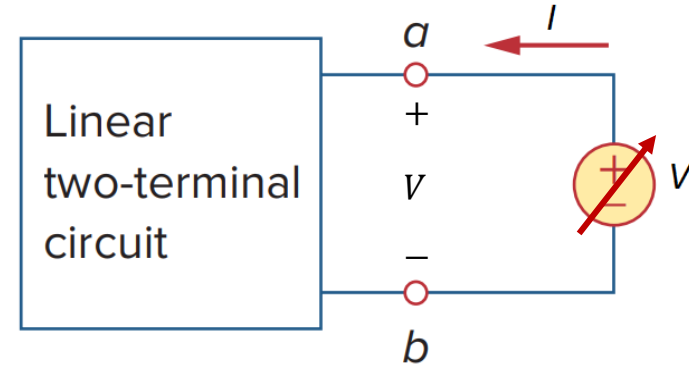 I
a
Linear
two-terminal
circuit
+
V
−
+
−
V
b